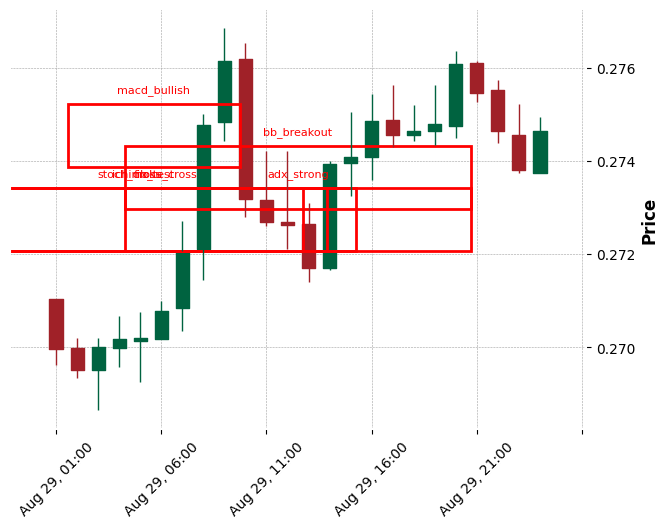 macd_bullish
bb_breakout
adx_strong
0.276
0.274
0.272
0.270
Price
Aug 29, 01:00
Aug 29, 06:00
Aug 29, 11:00
Aug 29, 16:00
Aug 29, 21:00